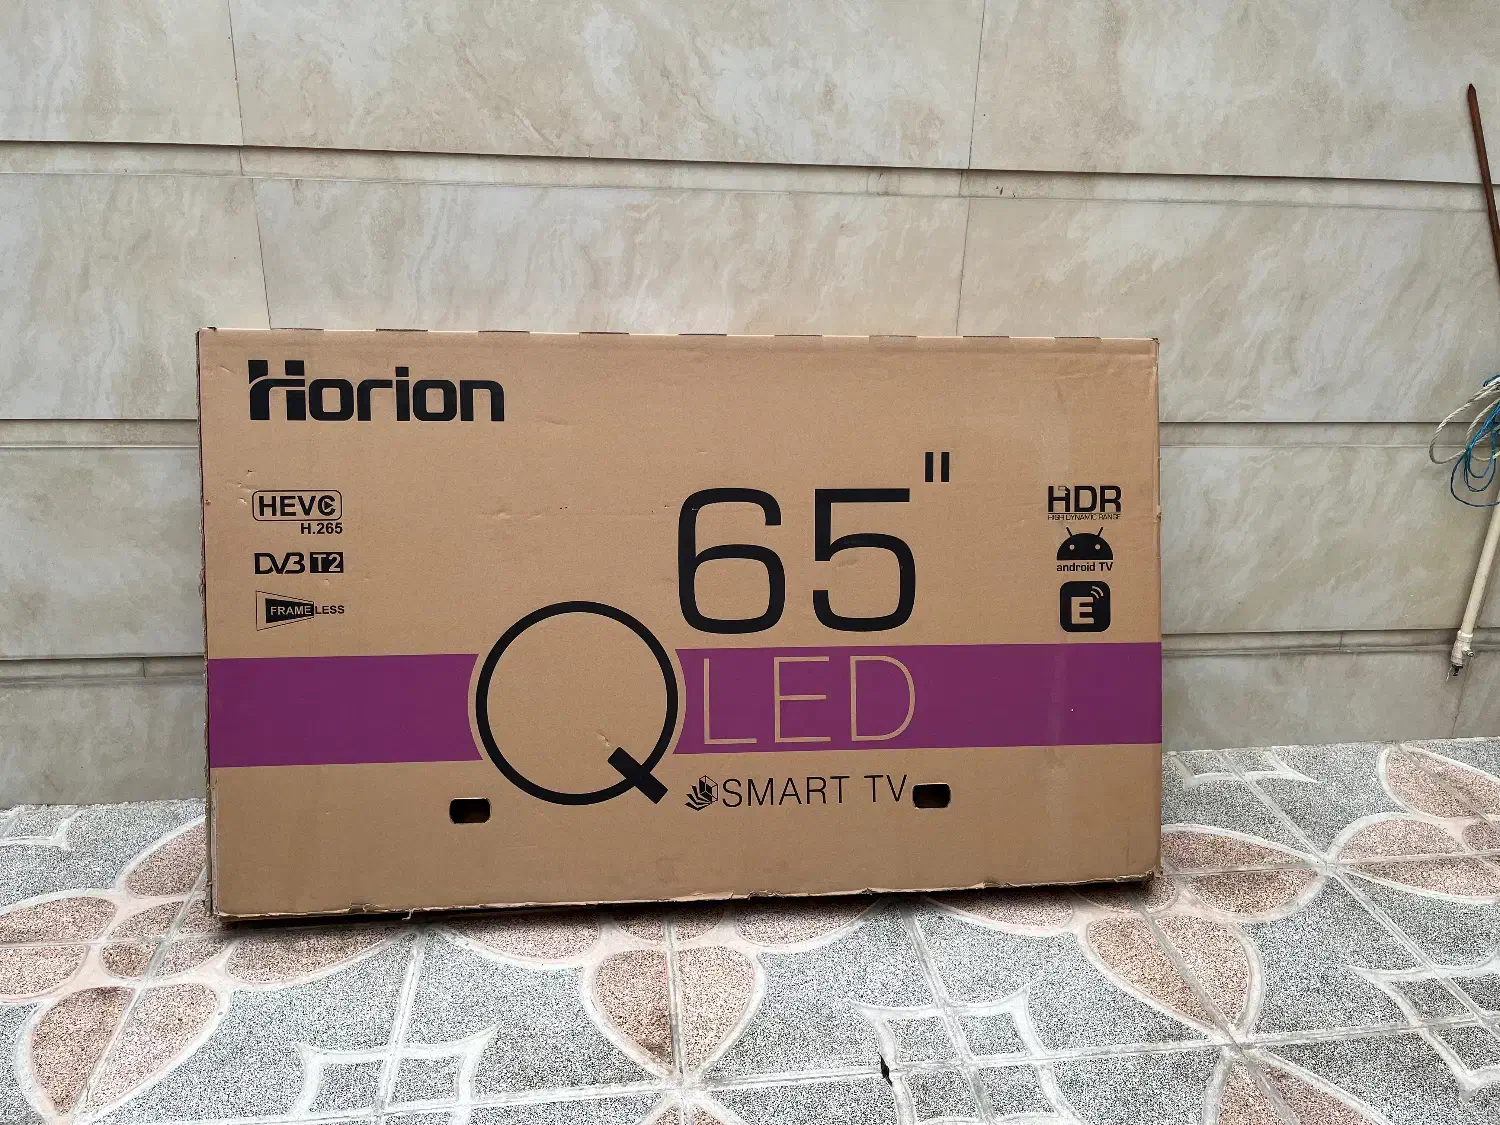 Horion
HEVC
H.265
DVB T2
FRAMELESS
65"
QLED
SMART TV
HDR
HIGH DYNAMIC RANGE
android TV
E